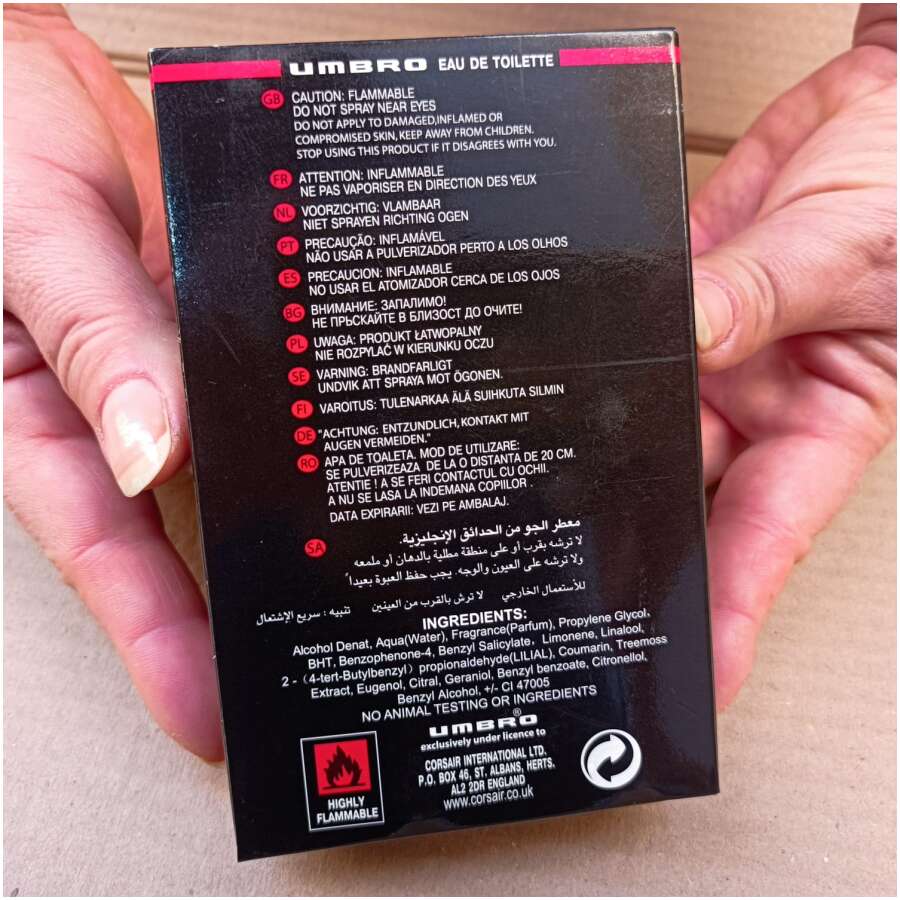 UMBRO EAU DE TOILETTE
GB CAUTION: FLAMMABLE
DO NOT SPRAY NEAR EYES
DO NOT APPLY TO DAMAGED,INFLAMED OR
COMPROMISED SKIN, KEEP AWAY FROM CHILDREN.
STOP USING THIS PRODUCT IF IT DISAGREES WITH YOU.
FR ATTENTION: INFLAMMABLE
NE PAS VAPORISER EN DIRECTION DES YEUX
NL VOORZICHTIG: VLAMBAAR
NIET SPRAYEN RICHTING OGEN
PT PRECAUÇÃO: INFLAMÁVEL
NÃO USAR A PULVERIZADOR PERTO A LOS OLHOS
ES PRECAUCION: INFLAMABLE
NO USAR EL ATOMIZADOR CERCA DE LOS OJOS
BG ВНИМАНИЕ: ЗАПАЛИМО!
НЕ ПРЬСКАЙТЕ В БЛИЗОСТ ДО ОЧИТЕ!
PL UWAGA: PRODUKT ŁATWOPALNY
NIE ROZPYLAĆ W KIERUNKU OCZU
SE VARNING: BRANDFARLIGT
UNDVIK ATT SPRAYA MOT ÖGONEN.
FI VAROITUS: TULENARKAA ÄLÄ SUIHKUTA SILMIN
DE "ACHTUNG: ENTZUNDLICH, KONTAKT MIT
AUGEN VERMEIDEN."
RO APA DE TOALETA. MOD DE UTILIZARE:
SE PULVERIZEAZA DE LA O DISTANTA DE 20 CM.
ATENTIE ! A SE FERI CONTACTUL CU OCHII.
A NU SE LASA LA INDEMANA COPIILOR .
DATA EXPIRARII: VEZI PE AMBALAJ.
SA معطر الجو من الحدائق الإنجليزية.
لا ترشه بقرب أو على منطقة مطلية بالدهان أو ملمعه
ولا ترشه على العيون والوجه. يجب حفظ العبوة بعيداً
للأستعمال الخارجي لا ترش بالقرب من العينين تنبيه : سريع الإشتعال
INGREDIENTS:
Alcohol Denat, Aqua(Water), Fragrance(Parfum), Propylene Glycol,
BHT, Benzophenone-4, Benzyl Salicylate, Limonene, Linalool,
2 - (4-tert-Butylbenzyl) propionaldehyde(LILIAL), Coumarin, Treemoss
Extract, Eugenol, Citral, Geraniol, Benzyl benzoate, Citronellol,
Benzyl Alcohol, +/- CI 47005
NO ANIMAL TESTING OR INGREDIENTS
UMBRO®
exclusively under licence to
CORSAIR INTERNATIONAL LTD.
P.O. BOX 46, ST. ALBANS, HERTS.
AL2 2DR ENGLAND
www.corsair.co.uk
HIGHLY
FLAMMABLE